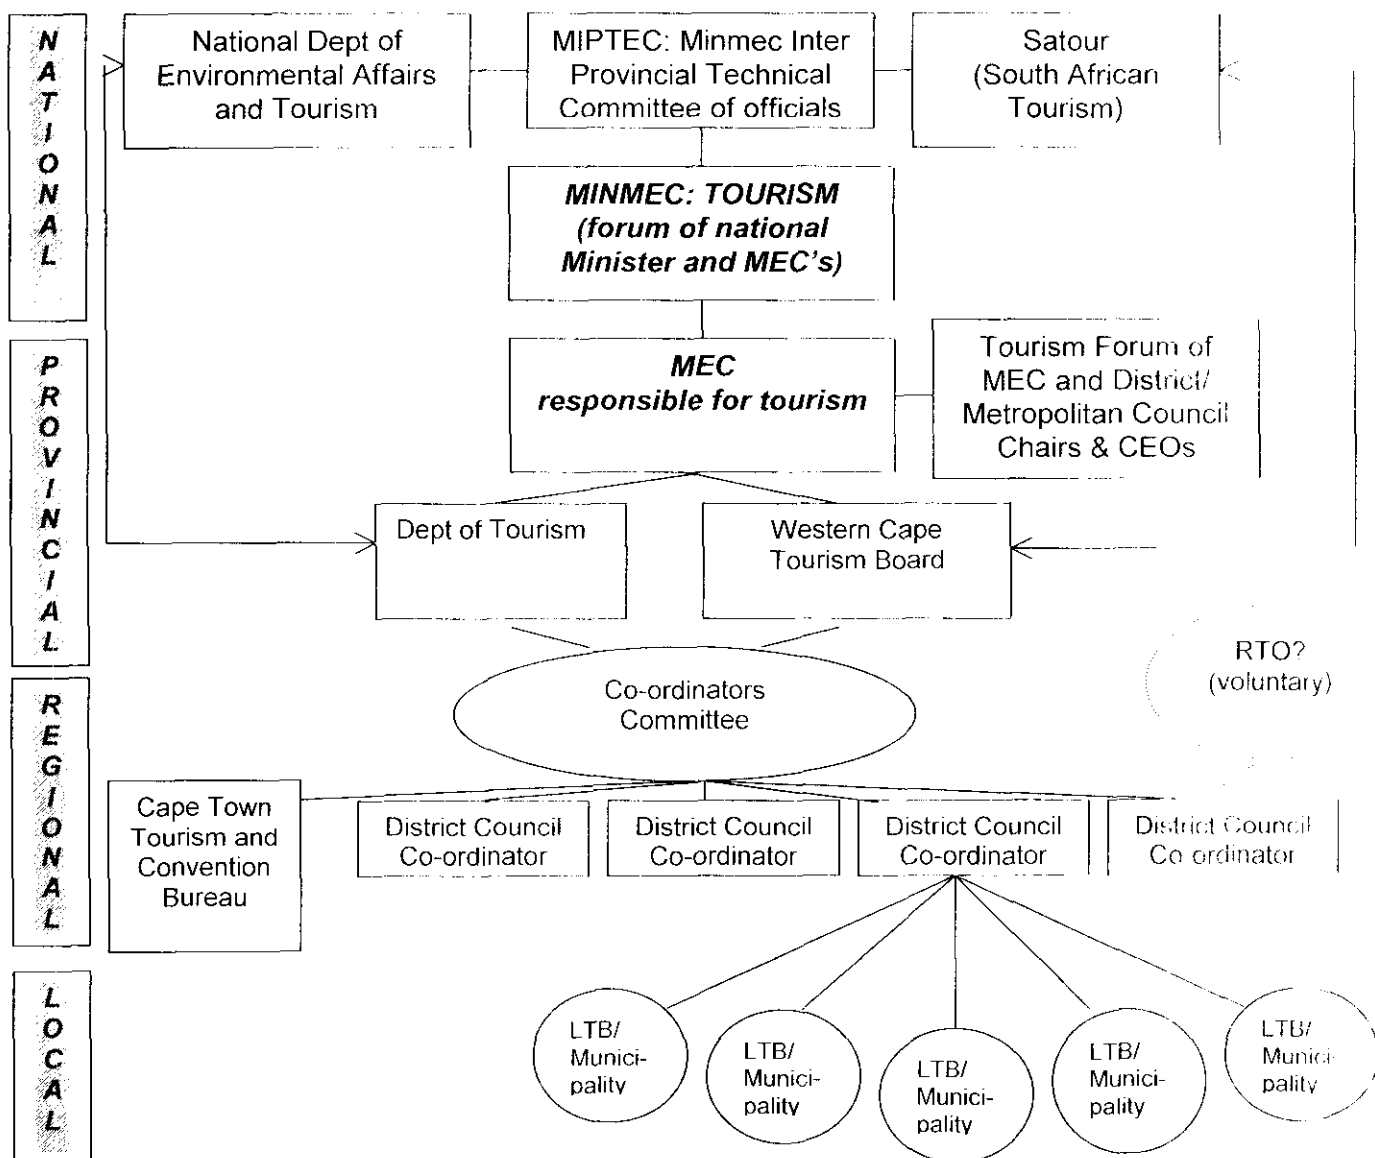 NATIONAL
National Dept of
Environmental Affairs
and Tourism
MIPTEC: Minmec Inter
Provincial Technical
Committee of officials
Satour
(South African
Tourism)
MINMEC: TOURISM
(forum of national
Minister and MEC's)
PROVINCIAL
MEC
responsible for tourism
Tourism Forum of
MEC and District/
Metropolitan Council
Chairs & CEOs
Dept of Tourism
Western Cape
Tourism Board
RTO?
(voluntary)
Co-ordinators
Committee
REGIONAL
Cape Town
Tourism and
Convention
Bureau
District Council
Co-ordinator
District Council
Co-ordinator
District Council
Co-ordinator
District Council
Co-ordinator
LOCAL
LTB/
Munici-
pality
LTB/
Munici-
pality
LTB/
Munici-
pality
LTB/
Munici-
pality
LTB/
Munici-
pality